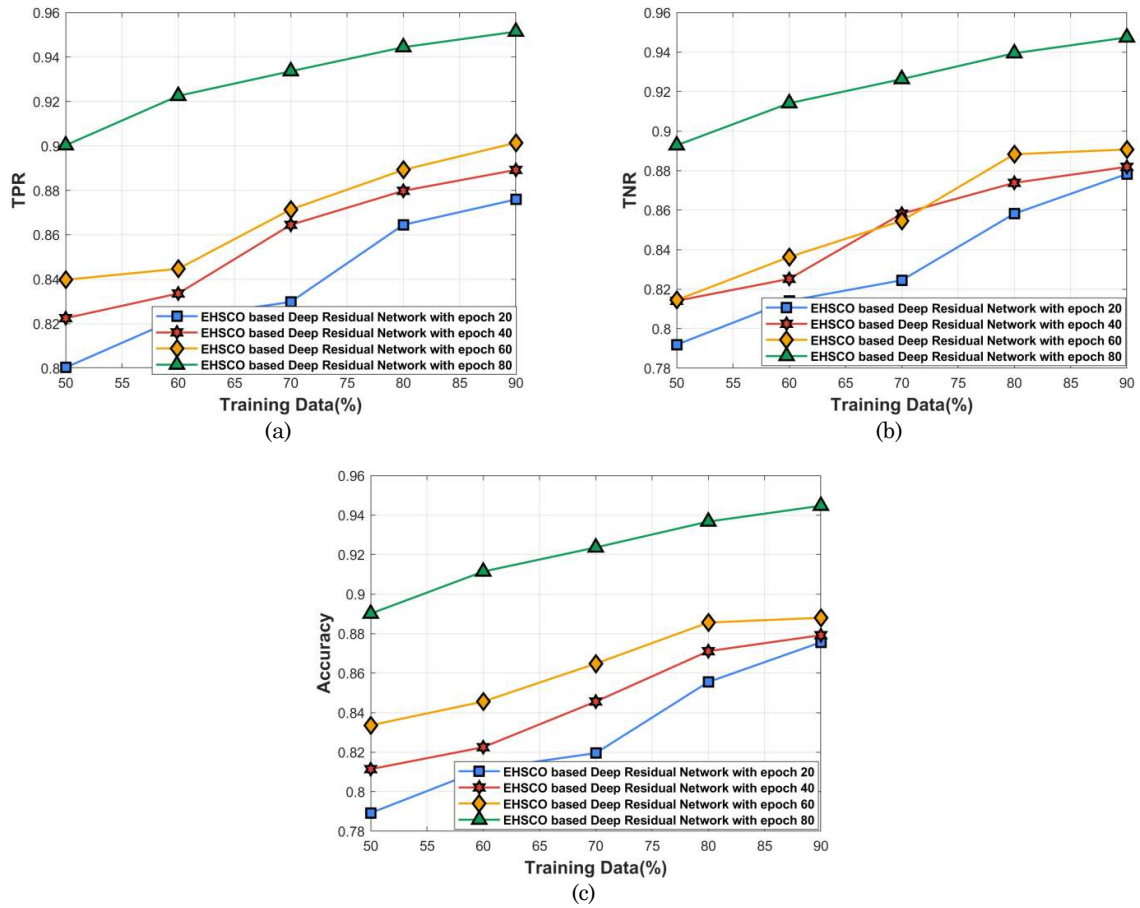 0.96
0.94
0.92
0.9
0.88
0.86
0.84
0.82
0.8
TPR
EHSCO based Deep Residual Network with epoch 20
EHSCO based Deep Residual Network with epoch 40
EHSCO based Deep Residual Network with epoch 60
EHSCO based Deep Residual Network with epoch 80
50 55 60 65 70 75 80 85 90
Training Data(%)
(a)
0.96
0.94
0.92
0.9
0.88
0.86
0.84
0.82
0.8
0.78
TNR
EHSCO based Deep Residual Network with epoch 20
EHSCO based Deep Residual Network with epoch 40
EHSCO based Deep Residual Network with epoch 60
EHSCO based Deep Residual Network with epoch 80
50 55 60 65 70 75 80 85 90
Training Data(%)
(b)
0.96
0.94
0.92
0.9
0.88
0.86
0.84
0.82
0.8
0.78
Accuracy
EHSCO based Deep Residual Network with epoch 20
EHSCO based Deep Residual Network with epoch 40
EHSCO based Deep Residual Network with epoch 60
EHSCO based Deep Residual Network with epoch 80
50 55 60 65 70 75 80 85 90
Training Data(%)
(c)